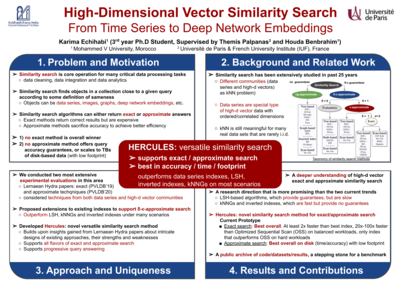 High-Dimensional Vector Similarity Search
From Time Series to Deep Network Embeddings
Karima Echihabi¹ (3rd year Ph.D Student, Supervised by Themis Palpanas² and Houda Benbrahim¹)
¹ Mohammed V University, Morocco ² Université de Paris & French University Institute (IUF), France
Université
de Paris
1. Problem and Motivation
➤ Similarity search is core operation for many critical data processing tasks
○ data cleaning, data integration and data analytics
➤ Similarity search finds objects in a collection close to a given query
according to some definition of sameness
○ Objects can be data series, images, graphs, deep network embeddings, etc.
➤ Similarity search algorithms can either return exact or approximate answers
○ Exact methods return correct results but are expensive
○ Approximate methods sacrifice accuracy to achieve better efficiency
➤ 1) no exact method is overall winner
➤ 2) no approximate method offers quality
accuracy guarantees, or scales to TBs
of disk-based data (with low footprint)
2. Background and Related Work
➤ Similarity search has been extensively studied in past 25 years
○ Different communities (data
series and high-d vectors)
as kNN problem)
○ Data series are special type
of high-d vector data with
ordered/correlated dimensions
○ kNN is still meaningful for
many real data sets that are rarely i.i.d.
Similarity Search
Taxonomy of similarity search methods
HERCULES: versatile similarity search
➤ supports exact / approximate search
➤ best in accuracy / time / footprint
outperforms data series indexes, LSH,
inverted indexes, kNNGs on most scenarios
➤ We conducted two most extensive
experimental evaluations in this area
○ Lernaean Hydra papers: exact (PVLDB'19)
and approximate techniques (PVLDB'20)
○ considered techniques from both data series and high-d vector communities
➤ Proposed extensions to existing indexes to support δ-ε-approximate search
○ Outperform LSH, kNNGs and inverted indexes under many scenarios
➤ Developed Hercules: novel versatile similarity search method
○ Builds upon insights gained from Lernaean Hydra papers about intricate
designs of existing approaches, their strengths and weaknesses
○ Supports all flavors of exact and approximate search
○ Supports progressive query answering
3. Approach and Uniqueness
➤ A deeper understanding of high-d vector
exact and approximate similarity search
➤ A research direction that is more promising than the two current trends
○ LSH-based algorithms, which provide guarantees, but are slow
○ kNNGs and inverted indexes, which are fast but provide no guarantees
➤ Hercules: novel similarity search method for exact/approximate search
Current Prototype
■ Exact search: Best overall. At least 2x faster than best index, 20x-100x faster
than Optimized Sequential Scan (OSS) on balanced workloads, only index
that outperforms OSS on hard workloads
■ Approximate search: Best overall on disk (time/accuracy) with low footprint
➤ A public archive of code/datasets/results, a stepping stone for a benchmark
4. Results and Contributions